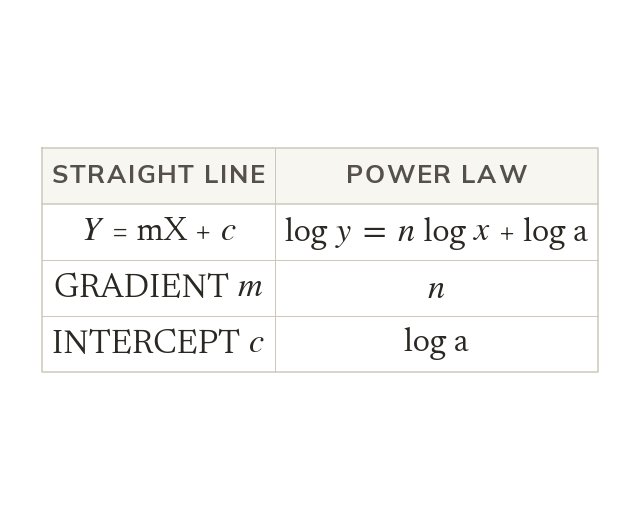 STRAIGHT LINE POWER LAW
Y = mX + c log y = n log x + log a
GRADIENT m n
INTERCEPT c log a